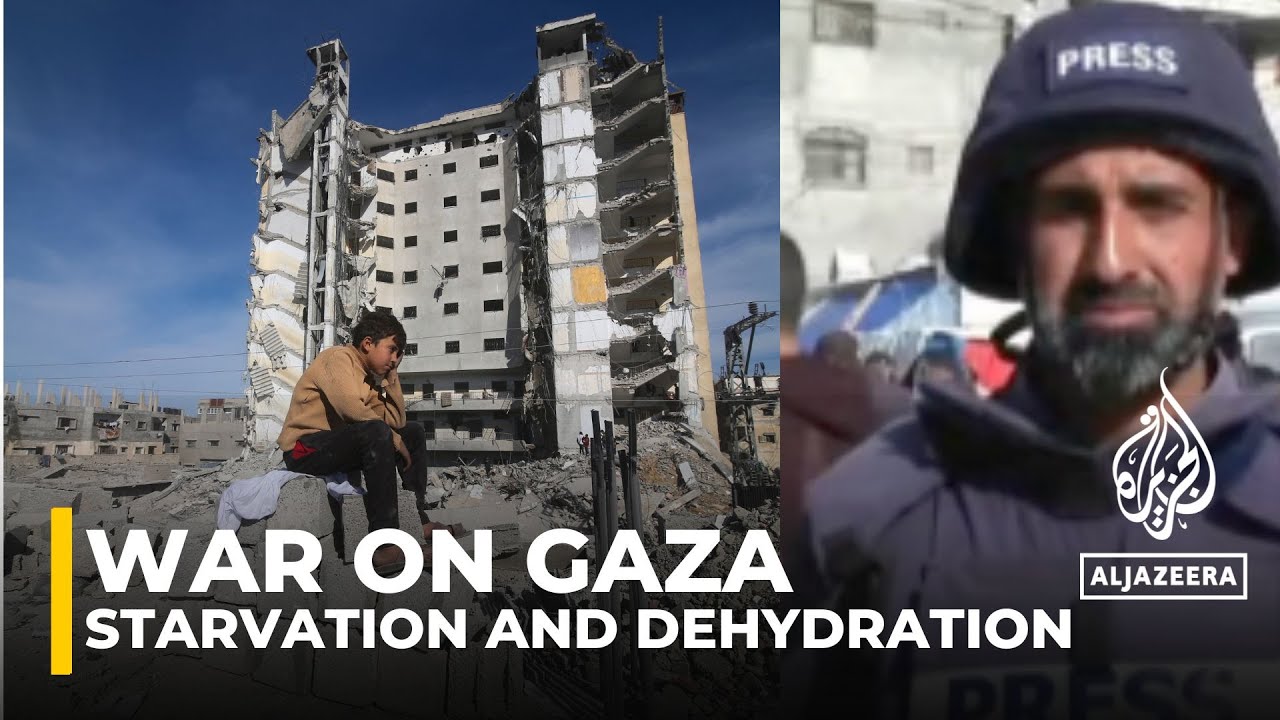 PRESS
الجزيرة
ALJAZEERA
WAR ON GAZA
STARVATION AND DEHYDRATION
PRESS